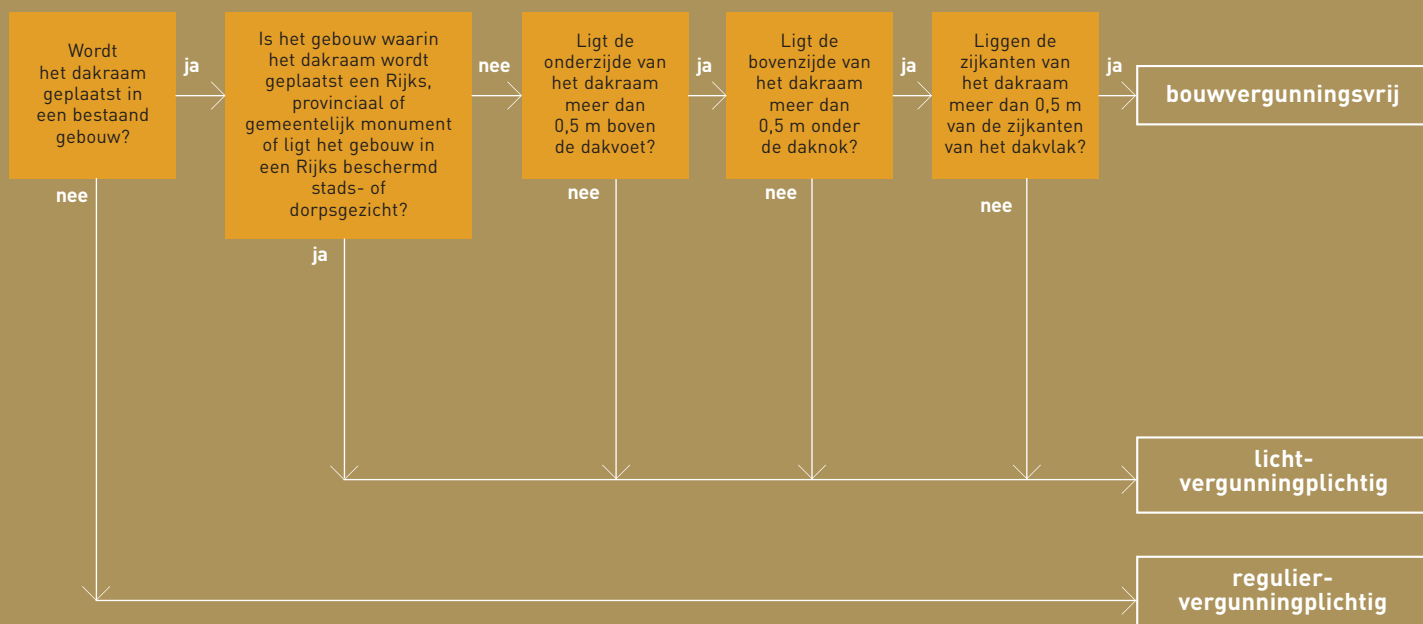 Wordt
het dakraam
geplaatst in
een bestaand
gebouw?
ja
nee
Is het gebouw waarin
het dakraam wordt
geplaatst een Rijks,
provinciaal of
gemeentelijk monument
of ligt het gebouw in
een Rijks beschermd
stads- of
dorpsgezicht?
nee
ja
Ligt de
onderzijde van
het dakraam
meer dan
0,5 m boven
de dakvoet?
ja
nee
Ligt de
bovenzijde van
het dakraam
meer dan
0,5 m onder
de daknok?
ja
nee
Liggen de
zijkanten van
het dakraam
meer dan 0,5 m
van de zijkanten
van het dakvlak?
ja
nee
bouwvergunningsvrij
licht-
vergunningplichtig
regulier-
vergunningplichtig